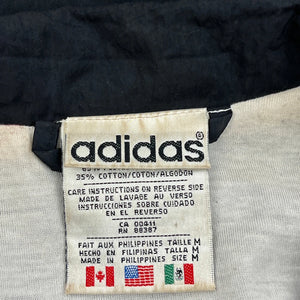 adidas®
35% COTTON/COTON/ALGODON
CARE INSTRUCTIONS ON REVERSE SIDE
MODE DE LAVAGE AU VERSO
INSTRUCCIONES SOBRE CUIDADO
EN EL REVERSO
CA 00411
RN 88387
FAIT AUX PHILIPPINES TAILLE M
HECHO EN FILIPINAS TALLA M
MADE IN PHILIPPINES SIZE M